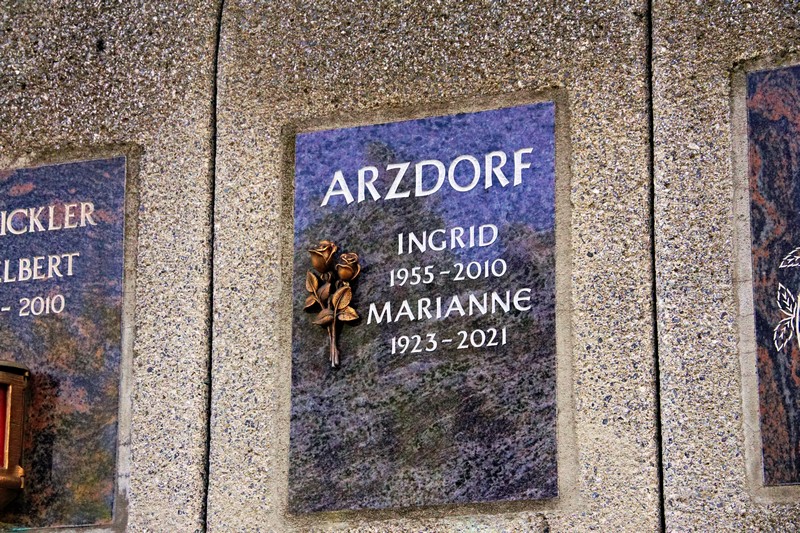 ICKLER
LBERT
- 2010
ARZDORF
INGRID
1955-2010
MARIANNE
1923-2021